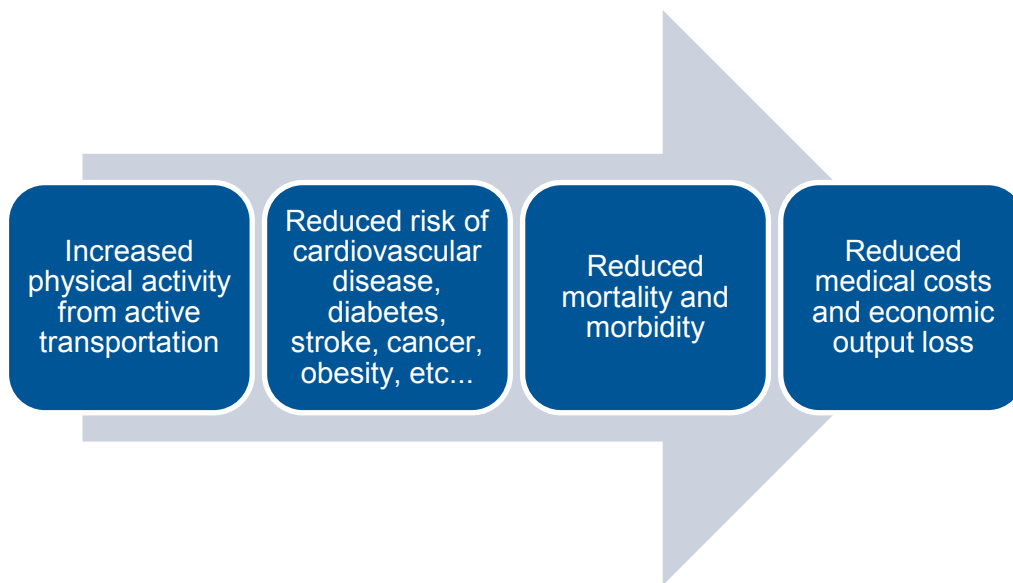 Increased
physical activity
from active
transportation
Reduced risk of
cardiovascular
disease,
diabetes,
stroke, cancer,
obesity, etc...
Reduced
mortality and
morbidity
Reduced
medical costs
and economic
output loss